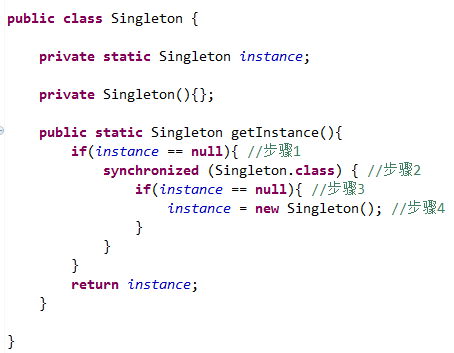 public class Singleton {
private static Singleton instance;
private Singleton(){};
public static Singleton getInstance(){
if(instance == null){ //步骤1
synchronized (Singleton.class) { //步骤2
if(instance == null){ //步骤3
instance = new Singleton(); //步骤4
}
}
}
return instance;
}
}